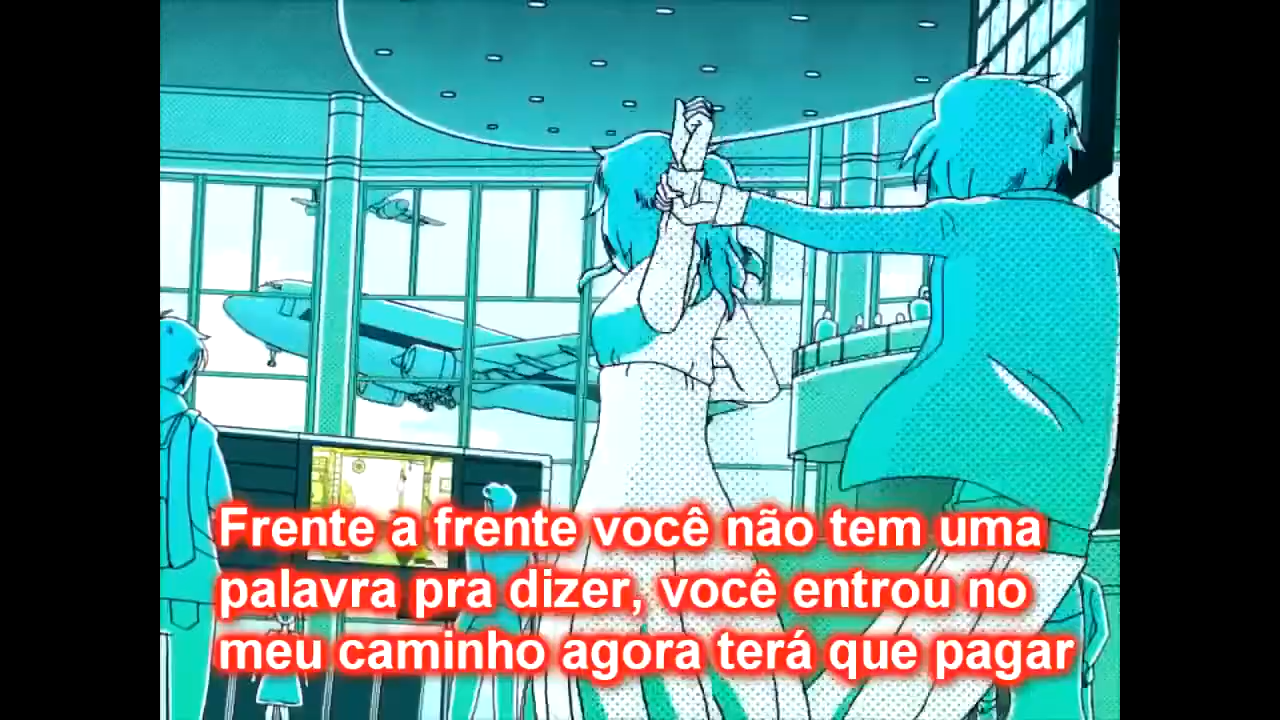 Frente a frente você não tem uma
palavra pra dizer, você entrou no
meu caminho agora terá que pagar